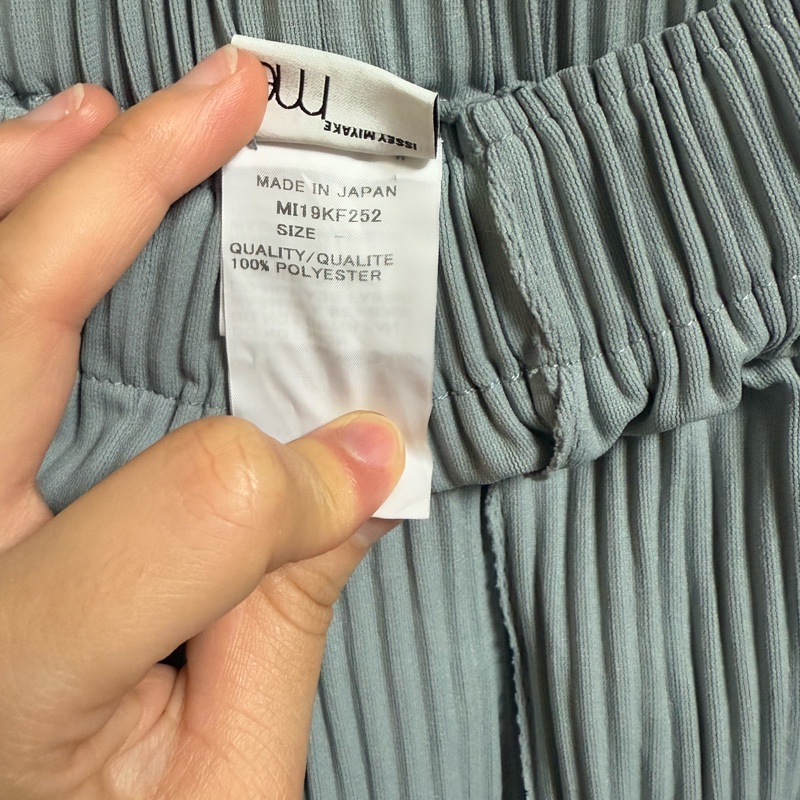 me
ISSEY MIYAKE
MADE IN JAPAN
MI19KF252
SIZE -
QUALITY/QUALITE
100% POLYESTER